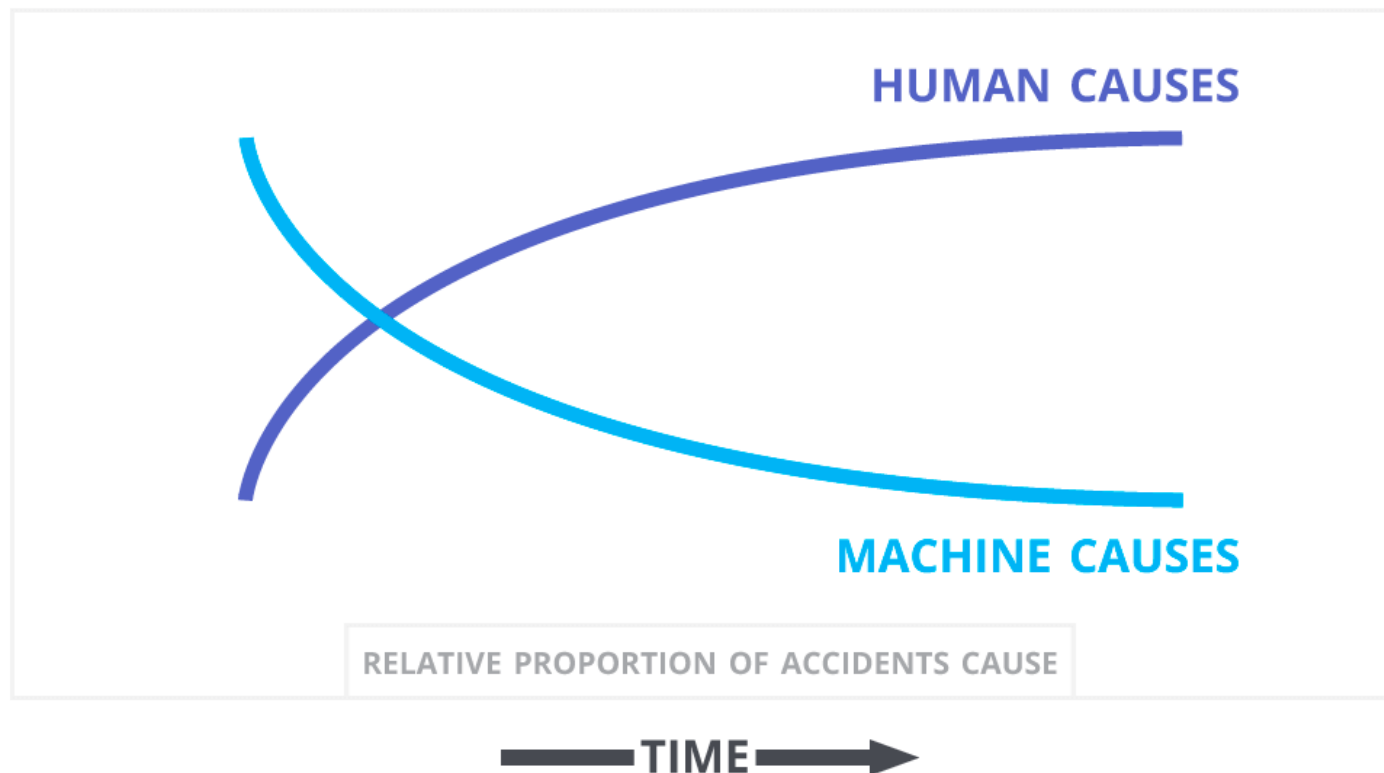 HUMAN CAUSES
MACHINE CAUSES
RELATIVE PROPORTION OF ACCIDENTS CAUSE
TIME